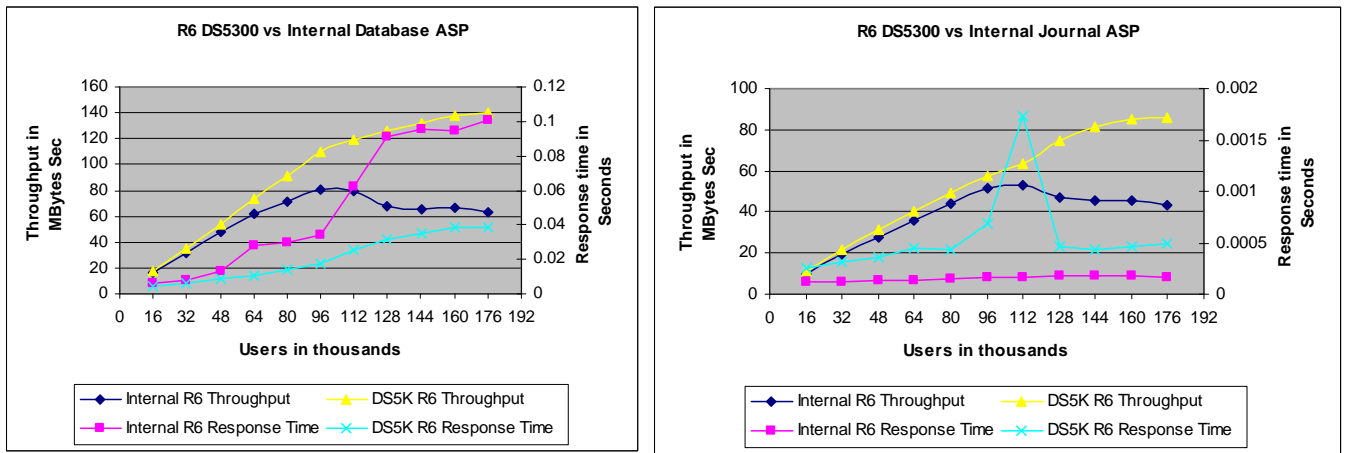 R6 DS5300 vs Internal Database ASP
Throughput in
MBytes Sec
160
140
120
100
80
60
40
20
0
0.12
0.1
0.08
0.06
0.04
0.02
0
Response time in
Seconds
0 16 32 48 64 80 96 112 128 144 160 176 192
Users in thousands
Internal R6 Throughput DS5K R6 Throughput
Internal R6 Response Time DS5K R6 Response Time
R6 DS5300 vs Internal Journal ASP
Throughput in
MBytes Sec
100
80
60
40
20
0
0.002
0.0015
0.001
0.0005
0
Response time in
Seconds
0 16 32 48 64 80 96 112 128 144 160 176 192
Users in thousands
Internal R6 Throughput DS5K R6 Throughput
Internal R6 Response Time DS5K R6 Response Time